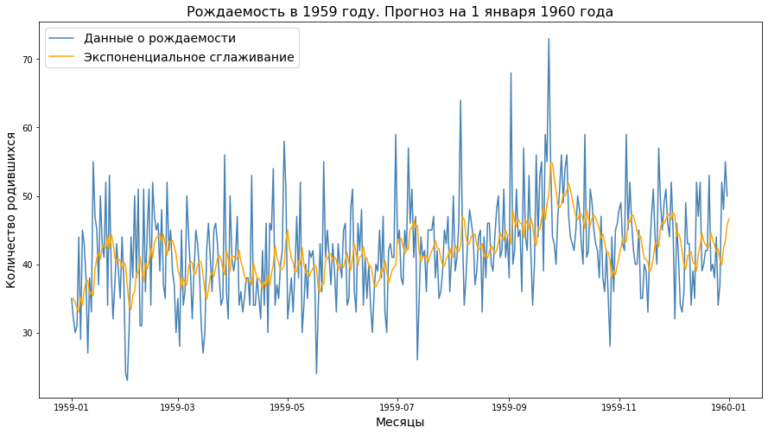 Рождаемость в 1959 году. Прогноз на 1 января 1960 года
Данные о рождаемости
Экспоненциальное сглаживание
Количество родившихся
70
60
50
40
30
1959-01 1959-03 1959-05 1959-07 1959-09 1959-11 1960-01
Месяцы